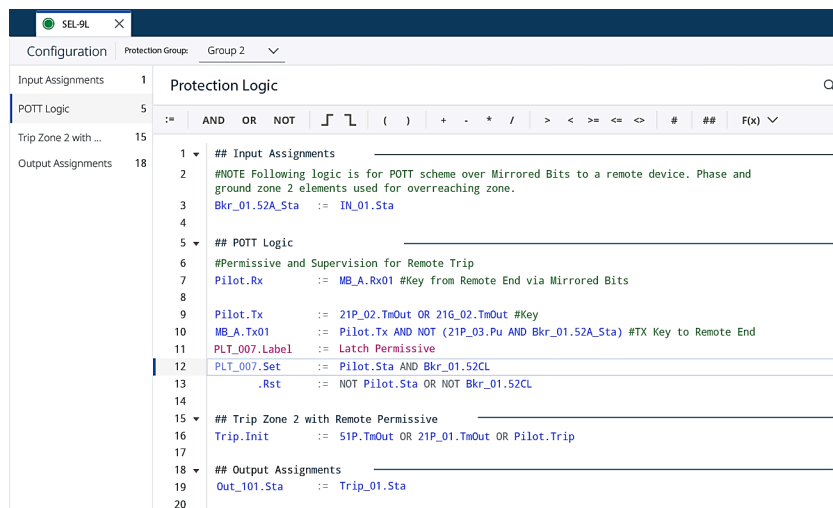 SEL-9L
Configuration Protection Group: Group 2
Input Assignments 1
POTT Logic 5
Trip Zone 2 with ... 15
Output Assignments 18
Protection Logic
:= AND OR NOT ( ) + - * / > < >= <= <> # ## F(x)
1 ## Input Assignments
2 #NOTE Following logic is for POTT scheme over Mirrored Bits to a remote device. Phase and
ground zone 2 elements used for overreaching zone.
3 Bkr_01.52A_Sta := IN_01.Sta
4
5 ## POTT Logic
6 #Permissive and Supervision for Remote Trip
7 Pilot.Rx := MB_A.Rx01 #Key from Remote End via Mirrored Bits
8
9 Pilot.Tx := 21P_02.TmOut OR 21G_02.TmOut #Key
10 MB_A.Tx01 := Pilot.Tx AND NOT (21P_03.Pu AND Bkr_01.52A_Sta) #TX Key to Remote End
11 PLT_007.Label := Latch Permissive
12 PLT_007.Set := Pilot.Sta AND Bkr_01.52CL
13 .Rst := NOT Pilot.Sta OR NOT Bkr_01.52CL
14
15 ## Trip Zone 2 with Remote Permissive
16 Trip.Init := 51P.TmOut OR 21P_01.TmOut OR Pilot.Trip
17
18 ## Output Assignments
19 Out_101.Sta := Trip_01.Sta
20